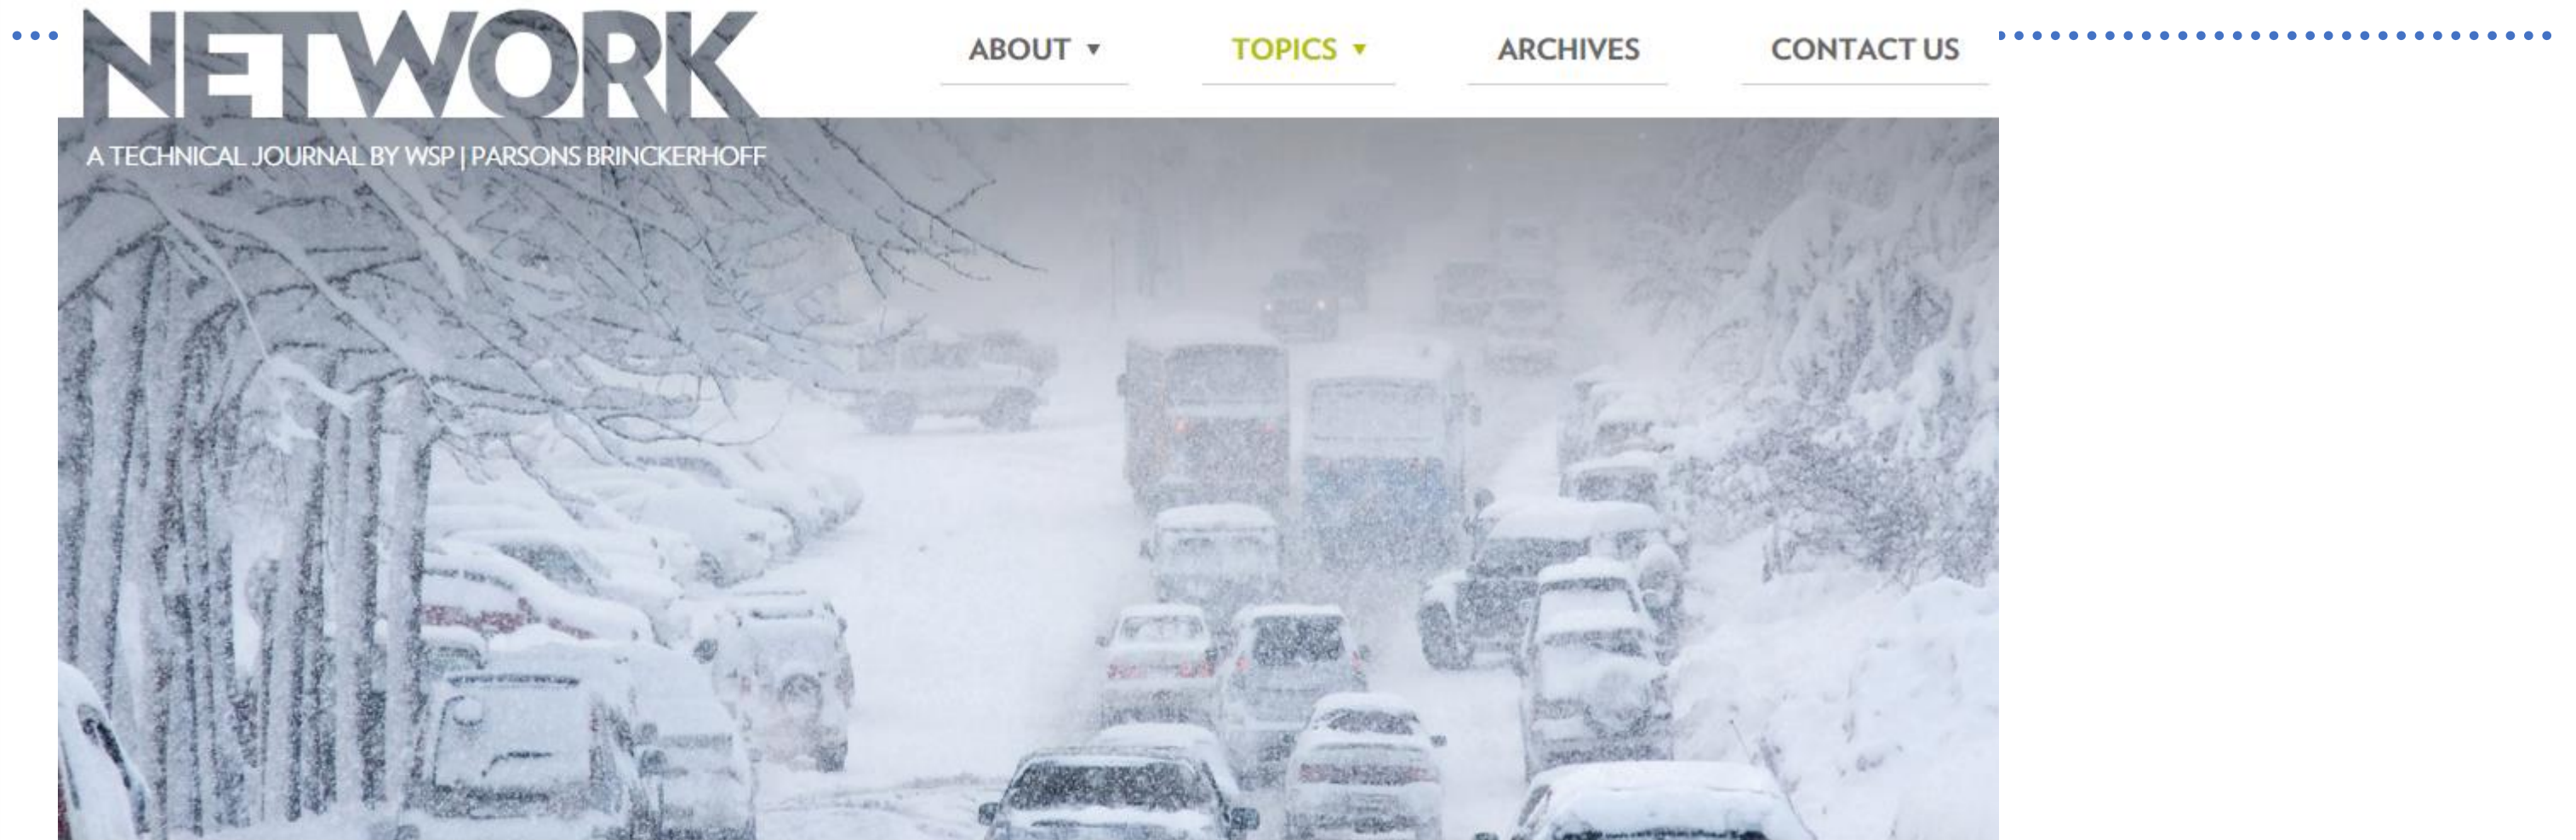 NETWORK
ABOUT ▼
TOPICS ▼
ARCHIVES
CONTACT US
A TECHNICAL JOURNAL BY WSP | PARSONS BRINCKERHOFF